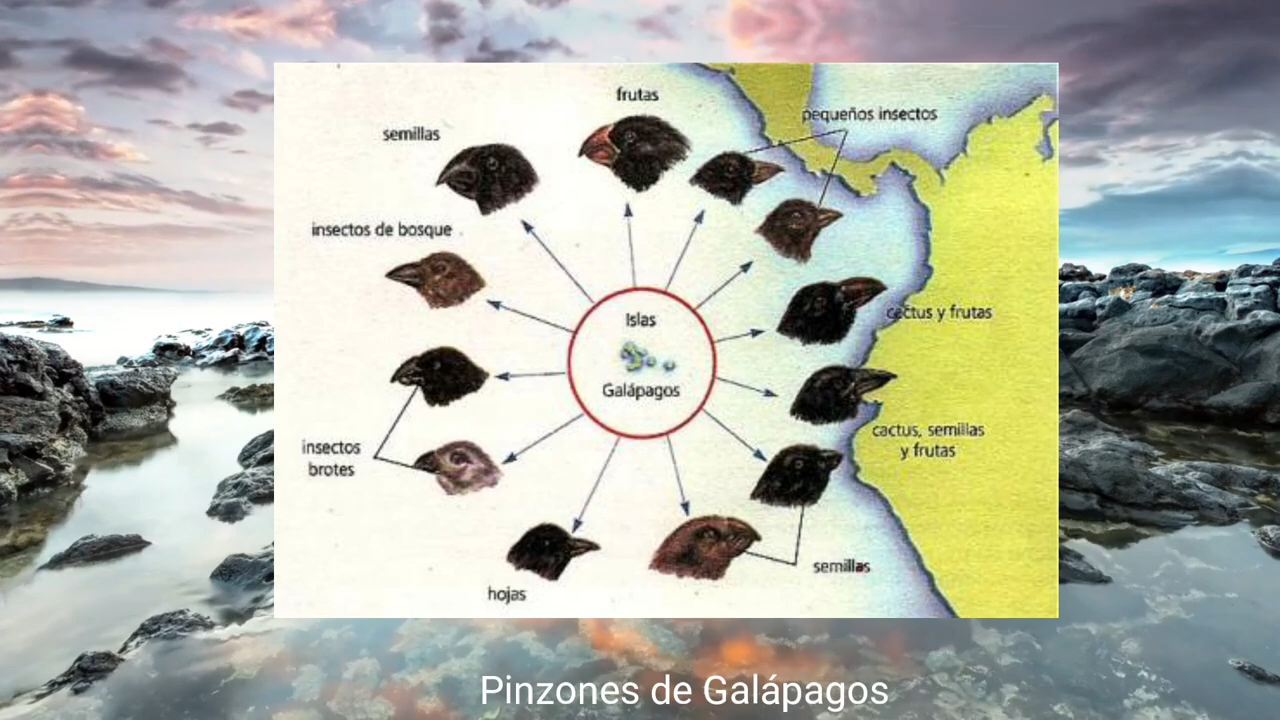 frutas
pequeños insectos
semillas
insectos de bosque
cactus y frutas
Islas
Galápagos
cactus, semillas
y frutas
insectos
brotes
semillas
hojas
Pinzones de Galápagos